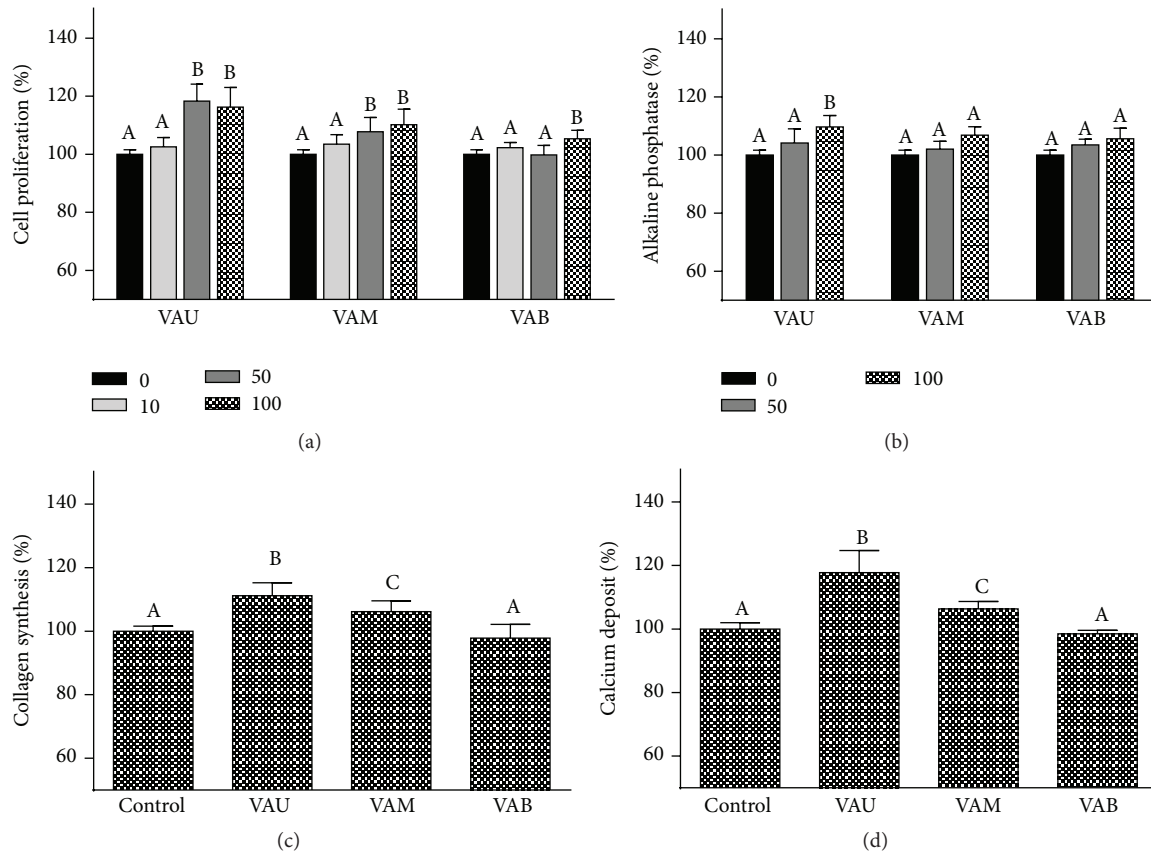 Cell proliferation (%)
140
120
100
80
60
A
A
B
B
A
A
B
B
A
A
A
B
VAU
VAM
VAB
0
50
10
100
(a)
Alkaline phosphatase (%)
140
120
100
80
60
A
A
B
A
A
A
A
A
A
VAU
VAM
VAB
0
100
50
(b)
Collagen synthesis (%)
140
120
100
80
60
A
B
C
A
Control
VAU
VAM
VAB
(c)
Calcium deposit (%)
140
120
100
80
60
A
B
C
A
Control
VAU
VAM
VAB
(d)